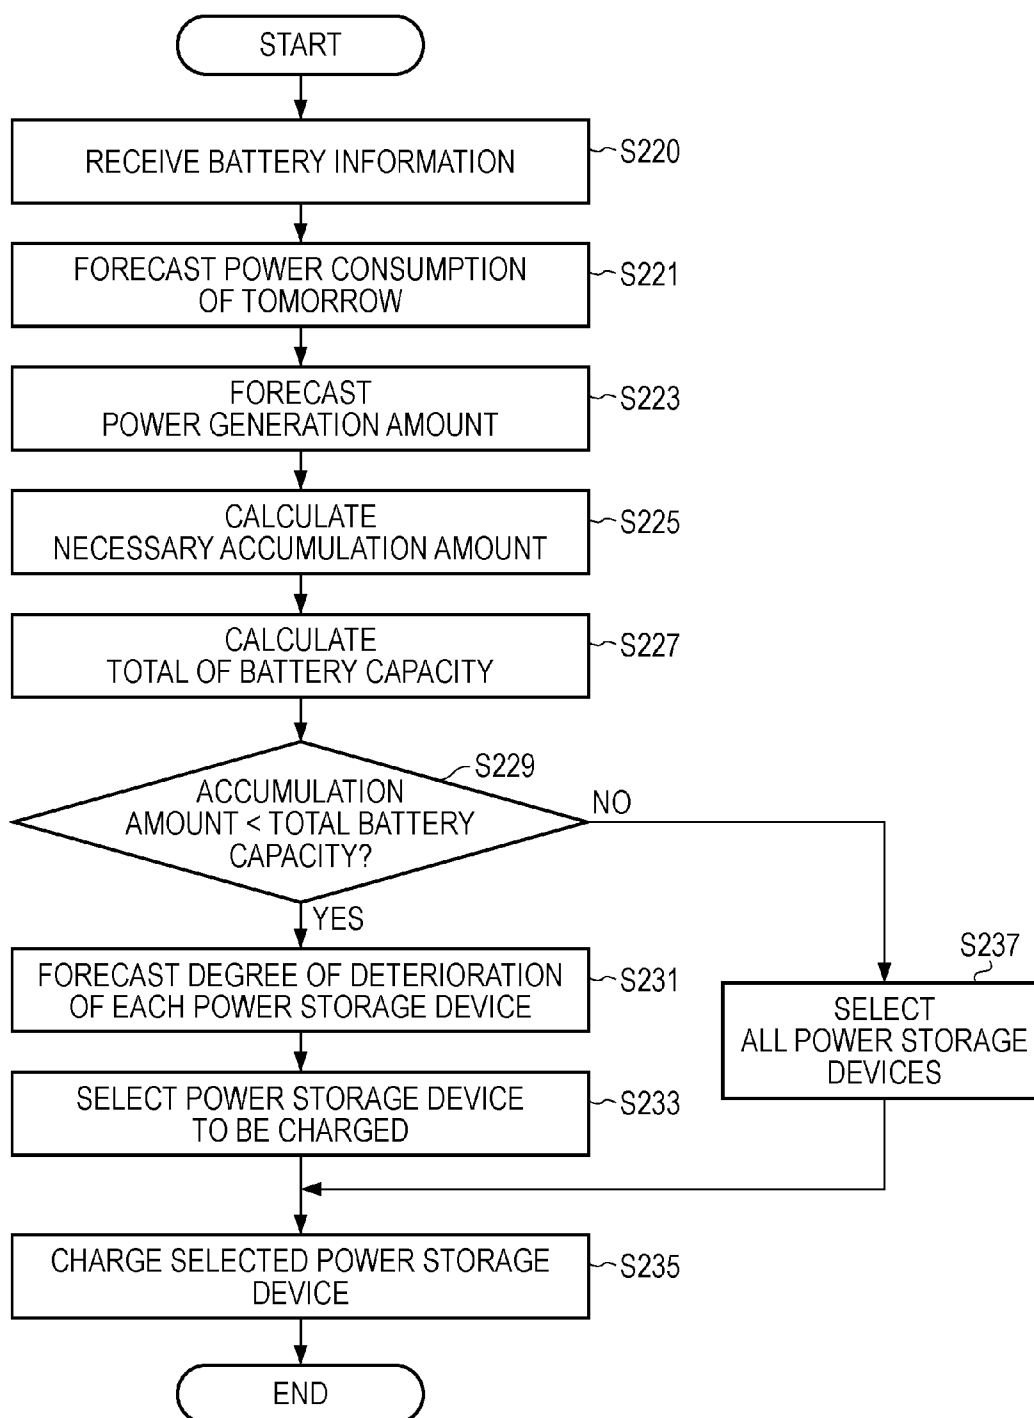 START
RECEIVE BATTERY INFORMATION
S220
FORECAST POWER CONSUMPTION
OF TOMORROW
S221
FORECAST
POWER GENERATION AMOUNT
S223
CALCULATE
NECESSARY ACCUMULATION AMOUNT
S225
CALCULATE
TOTAL OF BATTERY CAPACITY
S227
S229
ACCUMULATION
AMOUNT < TOTAL BATTERY
CAPACITY?
NO
YES
FORECAST DEGREE OF DETERIORATION
OF EACH POWER STORAGE DEVICE
S231
S237
SELECT
ALL POWER STORAGE
DEVICES
SELECT POWER STORAGE DEVICE
TO BE CHARGED
S233
CHARGE SELECTED POWER STORAGE
DEVICE
S235
END